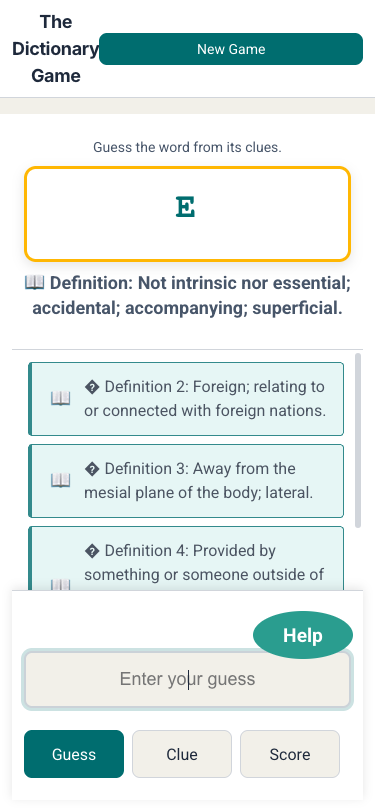 The
Dictionary
Game
New Game
Guess the word from its clues.
E
📖 Definition: Not intrinsic nor essential;
accidental; accompanying; superficial.
📖 � Definition 2: Foreign; relating to
or connected with foreign nations.
📖 � Definition 3: Away from the
mesial plane of the body; lateral.
📖 � Definition 4: Provided by
something or someone outside of
Help
Enter your guess
Guess
Clue
Score